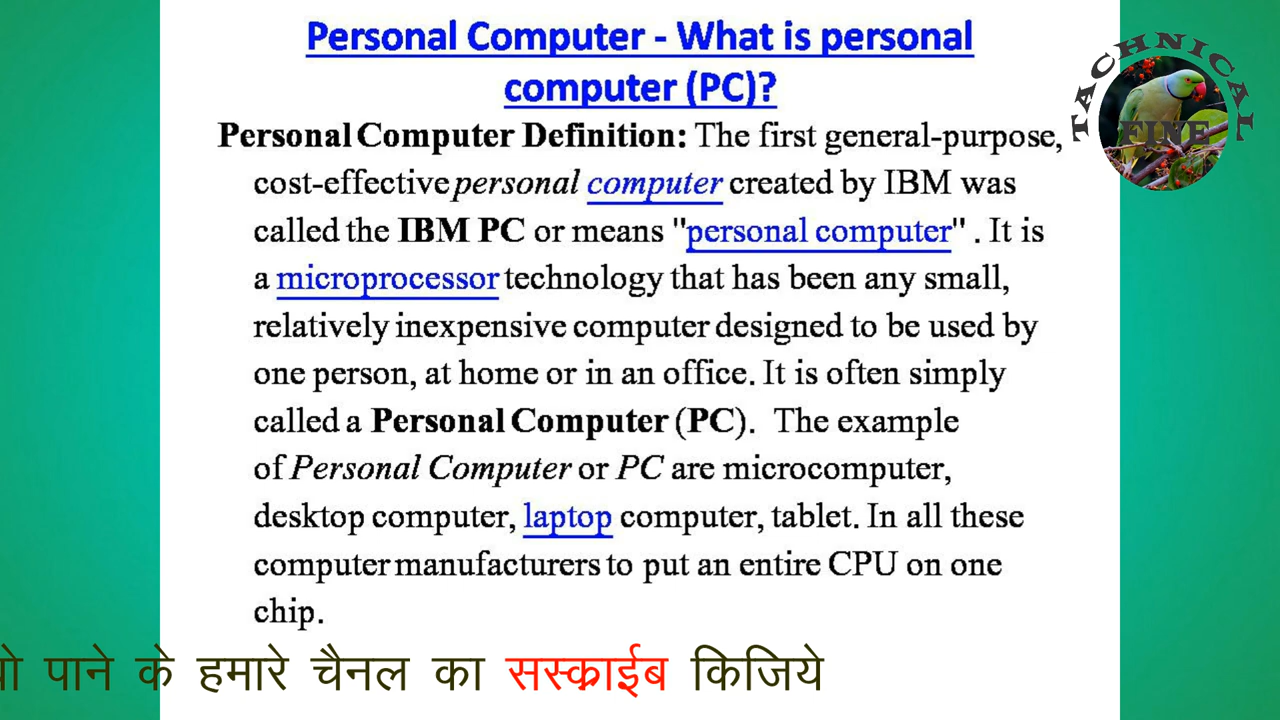 Personal Computer - What is personal
computer (PC)?
Personal Computer Definition: The first general-purpose,
cost-effective personal computer created by IBM was
called the IBM PC or means "personal computer" . It is
a microprocessor technology that has been any small,
relatively inexpensive computer designed to be used by
one person, at home or in an office. It is often simply
called a Personal Computer (PC). The example
of Personal Computer or PC are microcomputer,
desktop computer, laptop computer, tablet. In all these
computer manufacturers to put an entire CPU on one
chip.
TACHNICAL
FINE
पाने के हमारे चैनल का सस्क्राईब किजिये